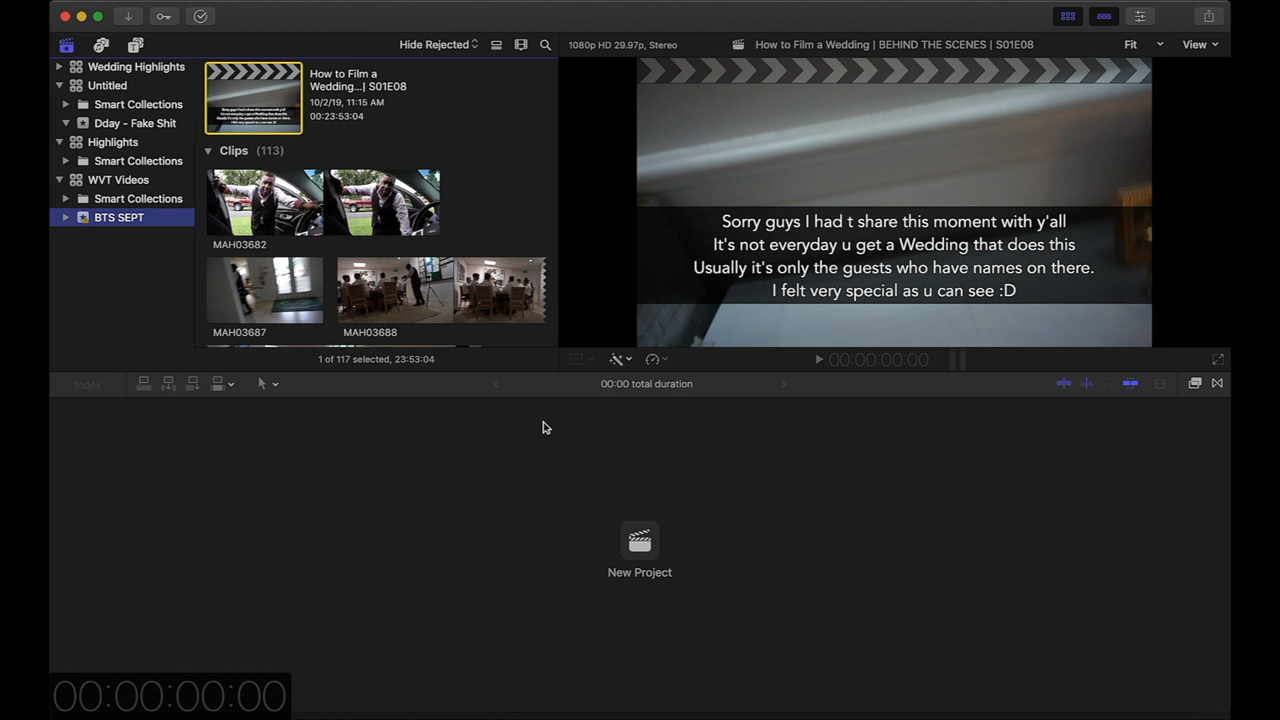 Hide Rejected
1080p HD 29.97p, Stereo
How to Film a Wedding | BEHIND THE SCENES | S01E08
Fit
View
Wedding Highlights
Untitled
Smart Collections
Dday - Fake Shit
Highlights
Smart Collections
WVT Videos
Smart Collections
BTS SEPT
How to Film a
Wedding...| S01E08
10/2/19, 11:15 AM
00:23:53:04
Clips (113)
MAH03682
MAH03687
MAH03688
1 of 117 selected, 23:53:04
Sorry guys I had t share this moment with y'all
It's not everyday u get a Wedding that does this
Usually it's only the guests who have names on there.
I felt very special as u can see :D
00:00:00:00
Index
00:00 total duration
New Project
00:00:00:00